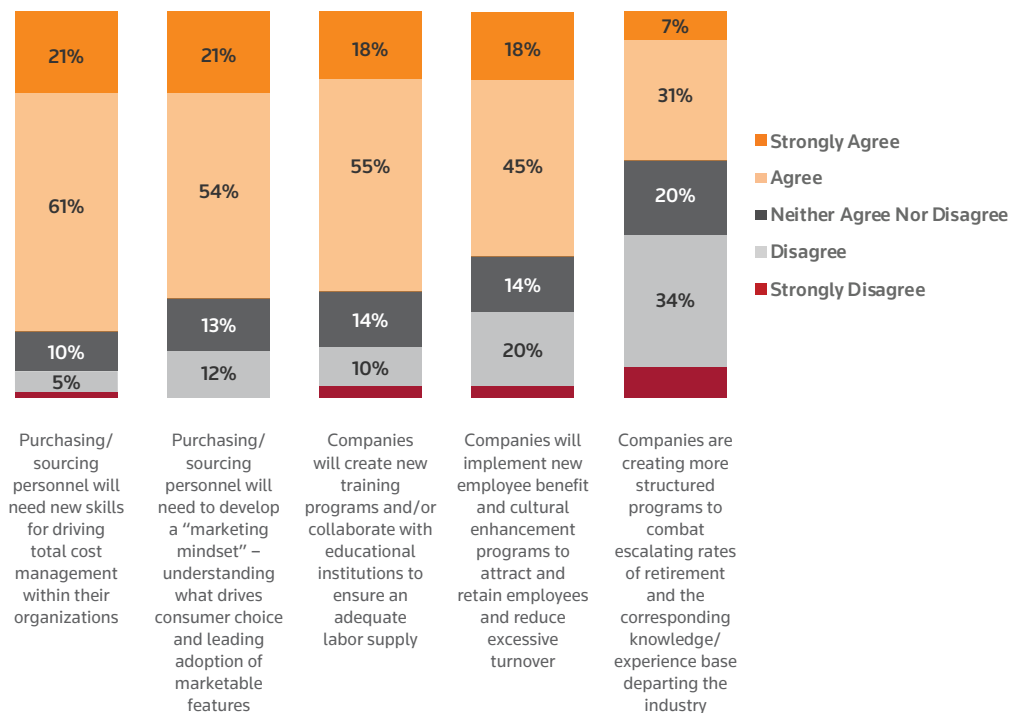 21%
61%
10%
5%
21%
54%
13%
12%
18%
55%
14%
10%
18%
45%
14%
20%
7%
31%
20%
34%
Strongly Agree
Agree
Neither Agree Nor Disagree
Disagree
Strongly Disagree
Purchasing/
sourcing
personnel will
need new skills
for driving
total cost
management
within their
organizations
Purchasing/
sourcing
personnel will
need to develop
a “marketing
mindset” –
understanding
what drives
consumer choice
and leading
adoption of
marketable
features
Companies
will create new
training
programs and/or
collaborate with
educational
institutions to
ensure an
adequate
labor supply
Companies will
implement new
employee benefit
and cultural
enhancement
programs to
attract and
retain employees
and reduce
excessive
turnover
Companies are
creating more
structured
programs to
combat
escalating rates
of retirement
and the
corresponding
knowledge/
experience base
departing the
industry